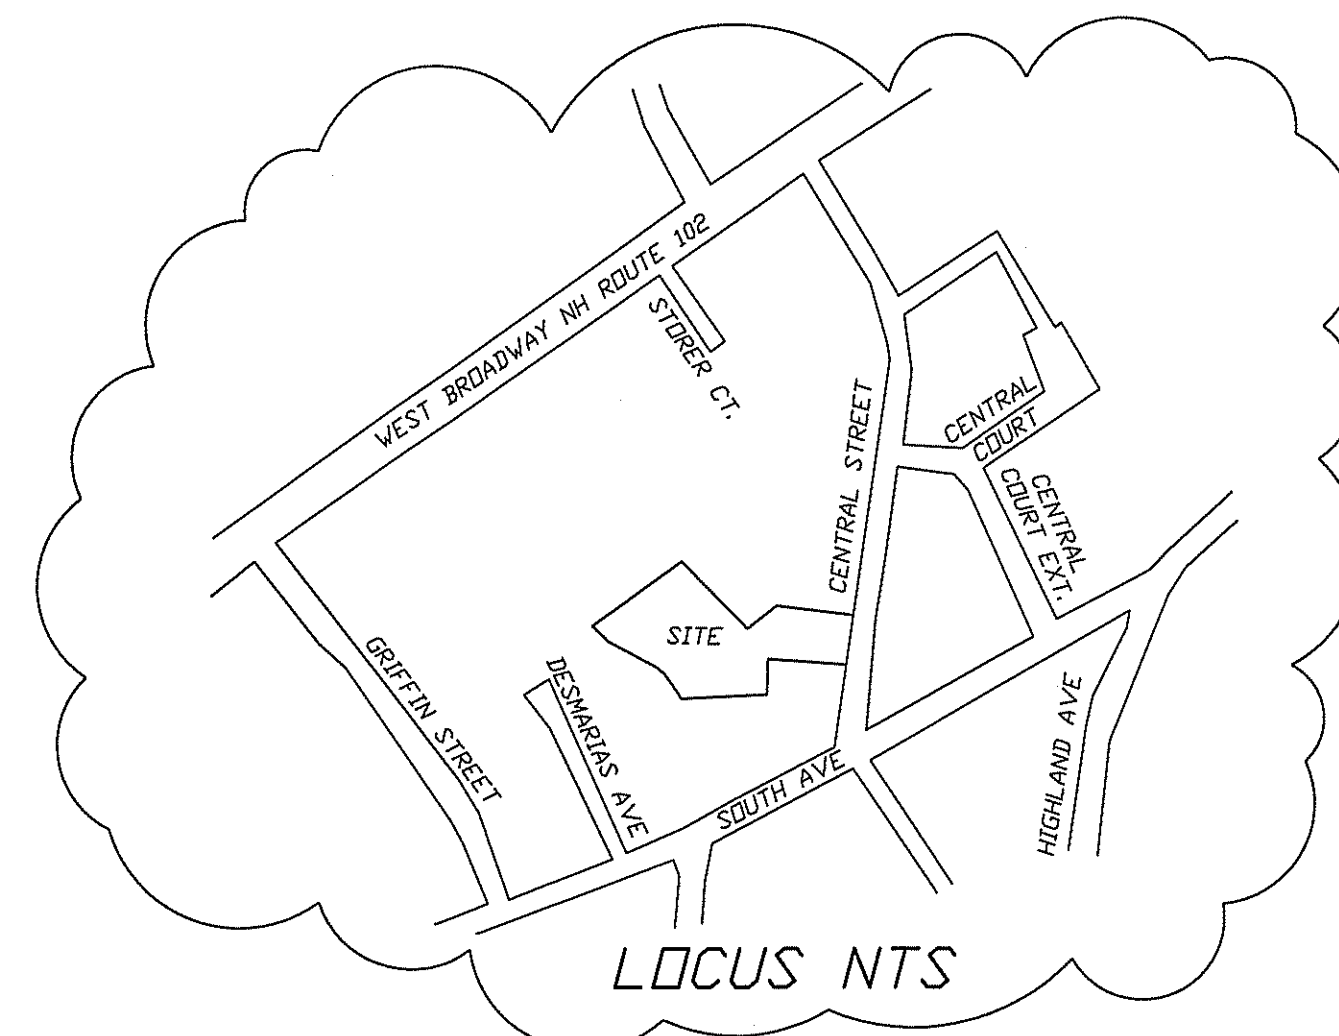 WEST BROADWAY NH ROUTE 102
STORER CT.
CENTRAL STREET
CENTRAL
COURT
CENTRAL
COURT EXT.
SITE
GRIFFIN STREET
DESMARIAS AVE
SOUTH AVE
HIGHLAND AVE
LOCUS NTS